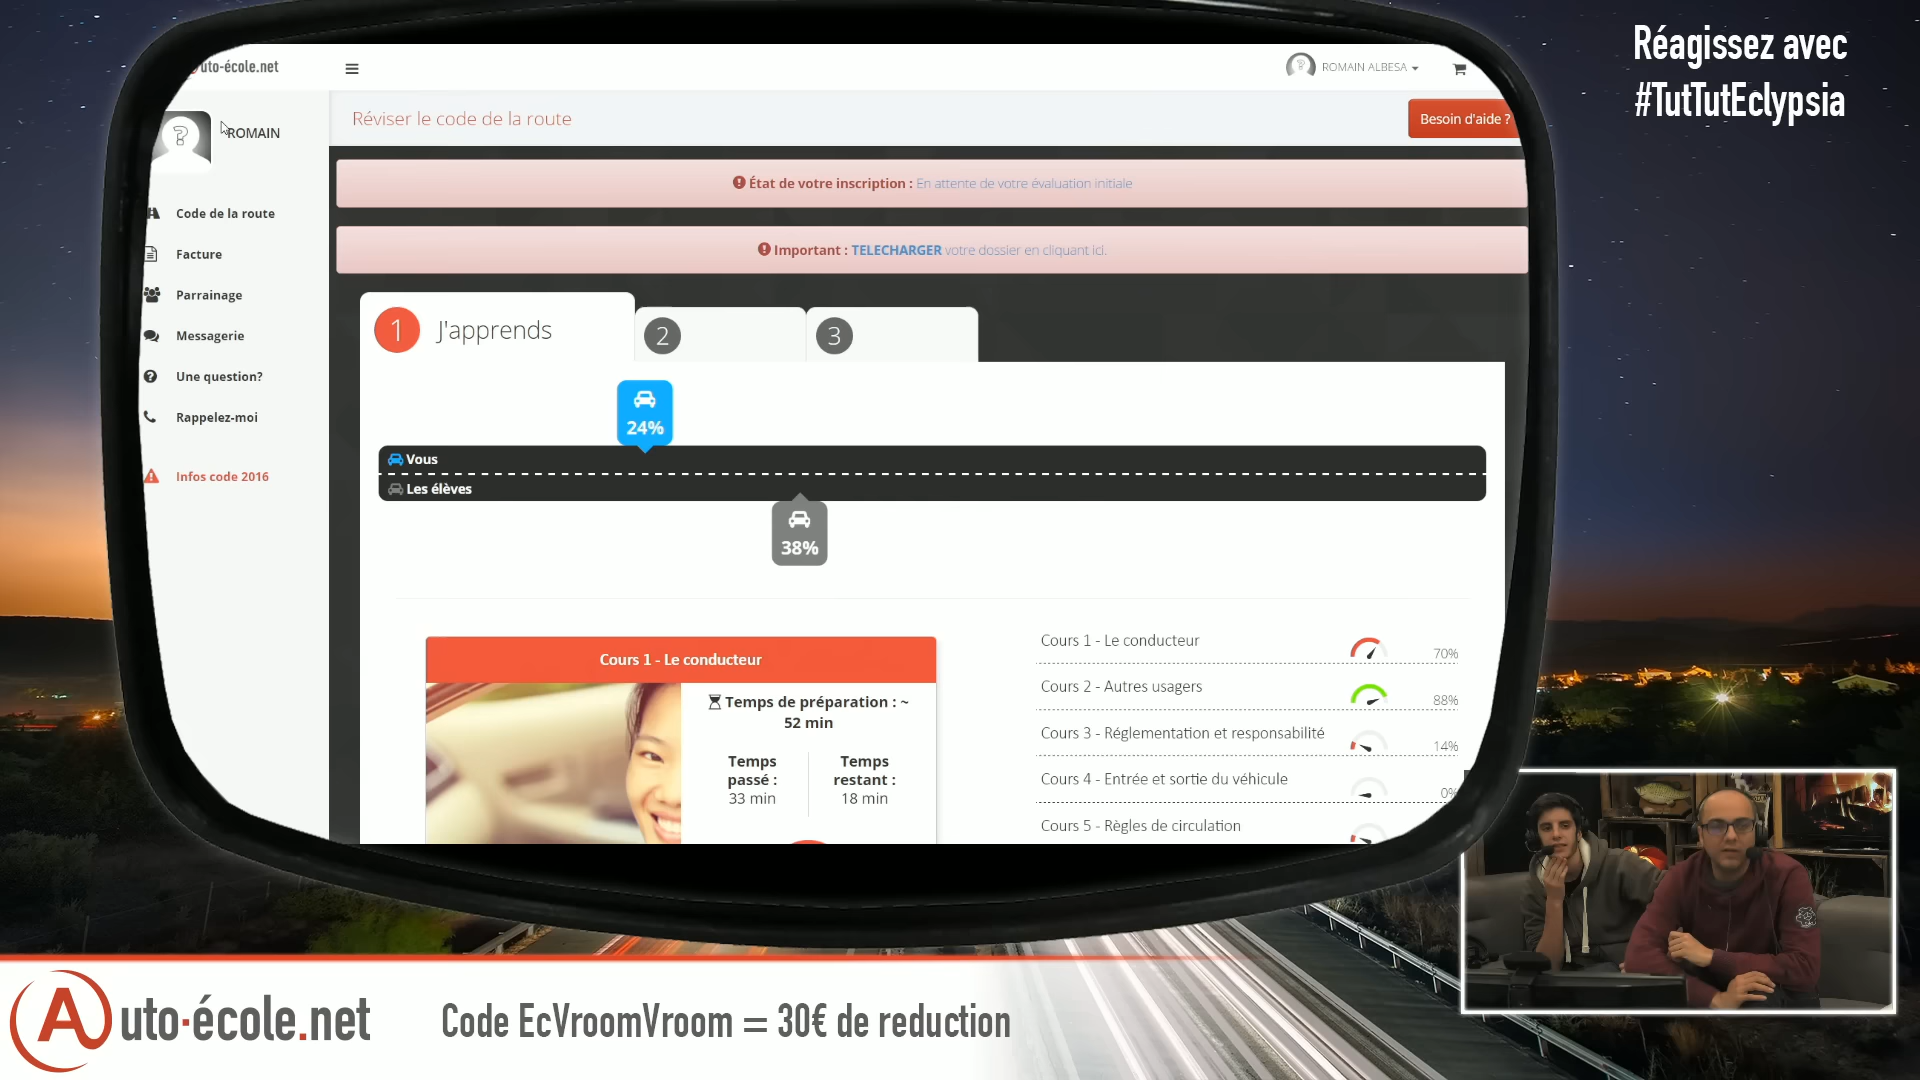 Réagissez avec
#TutTutEclypsia
uto-école.net
ROMAIN ALBESA
ROMAIN
Réviser le code de la route
Besoin d'aide ?
État de votre inscription : En attente de votre évaluation initiale
Important : TELECHARGER votre dossier en cliquant ici.
Code de la route
Facture
Parrainage
Messagerie
Une question?
Rappelez-moi
Infos code 2016
1 J'apprends
2
3
24%
Vous
Les élèves
38%
Cours 1 - Le conducteur
Temps de préparation : ~
52 min
Temps
passé :
33 min
Temps
restant :
18 min
Cours 1 - Le conducteur
70%
Cours 2 - Autres usagers
88%
Cours 3 - Réglementation et responsabilité
14%
Cours 4 - Entrée et sortie du véhicule
0%
Cours 5 - Règles de circulation
Auto-école.net
Code EcVroomVroom = 30€ de reduction